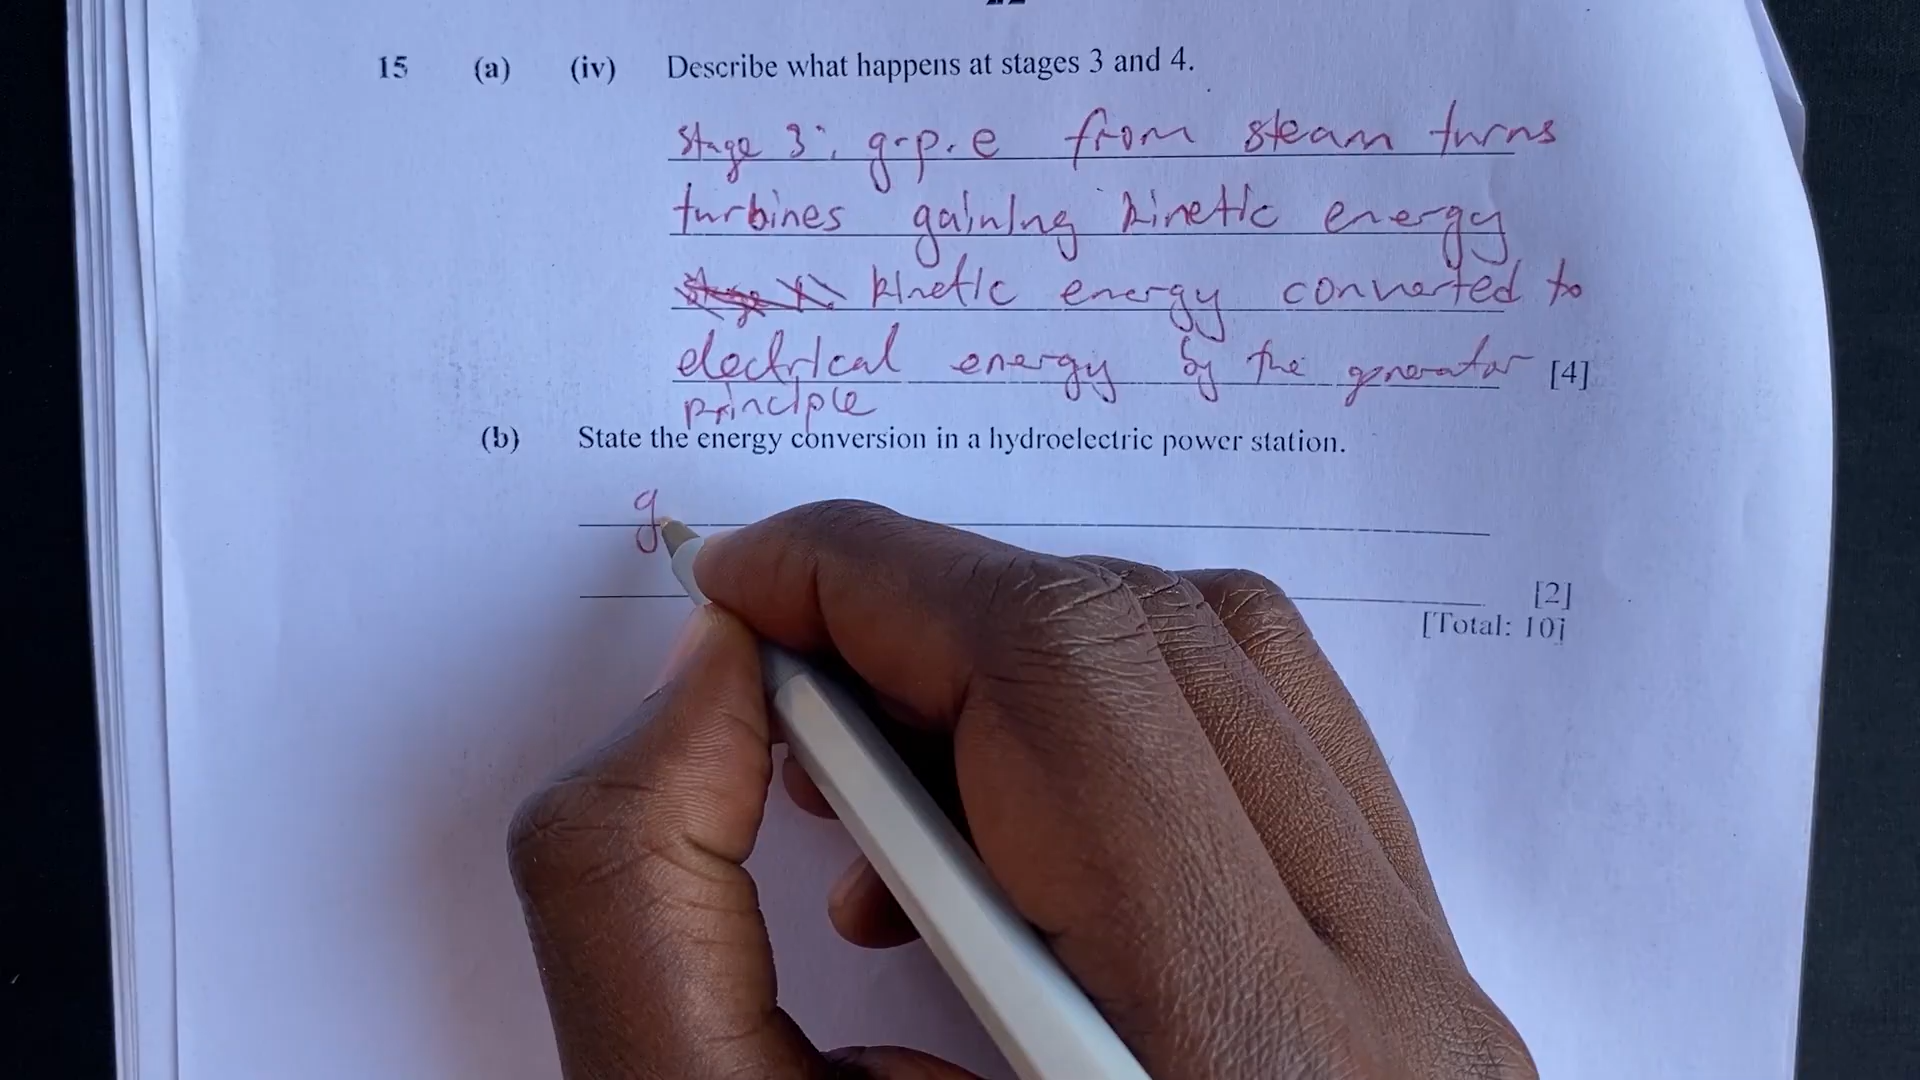 15 (a) (iv) Describe what happens at stages 3 and 4.
Stage 3: g.p.e from steam turns
turbines gaining kinetic energy
kinetic energy converted to
electrical energy by the generator [4]
principle
(b) State the energy conversion in a hydroelectric power station.
g
[2]
[Total: 10]